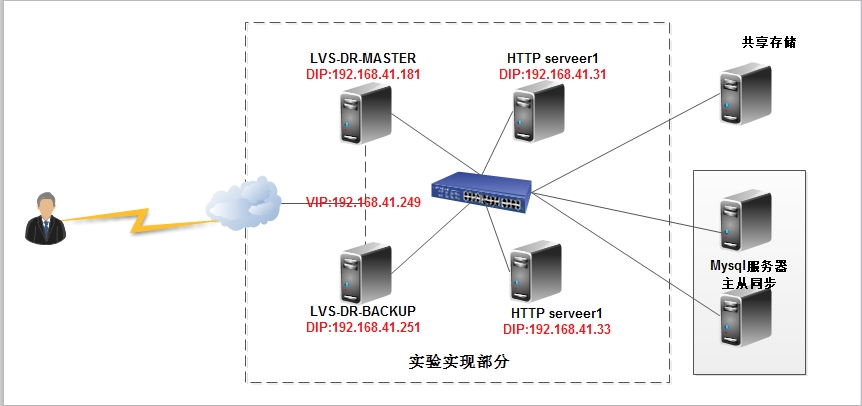 LVS-DR-MASTER
DIP:192.168.41.181
HTTP serveer1
DIP:192.168.41.31
共享存储
VIP:192.168.41.249
Mysql服务器
主从同步
LVS-DR-BACKUP
DIP:192.168.41.251
HTTP serveer1
DIP:192.168.41.33
实验实现部分